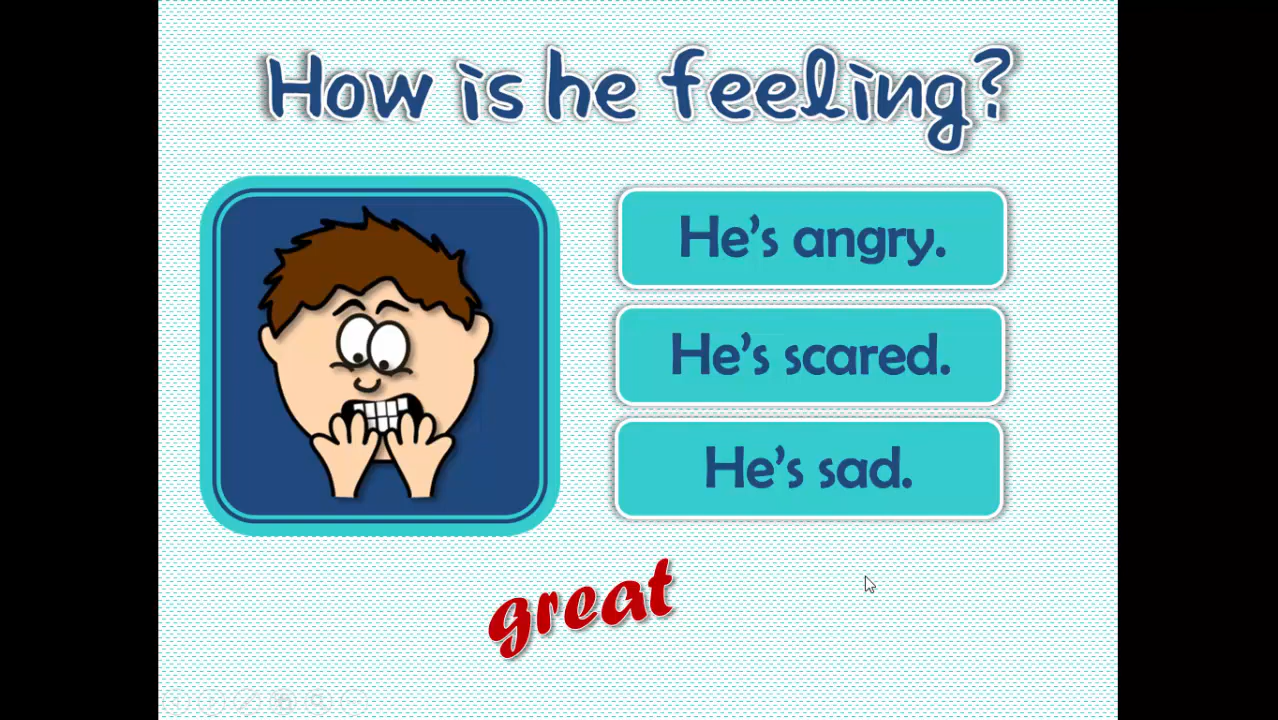 How is he feeling?
He's angry.
He's scared.
He's sad.
great